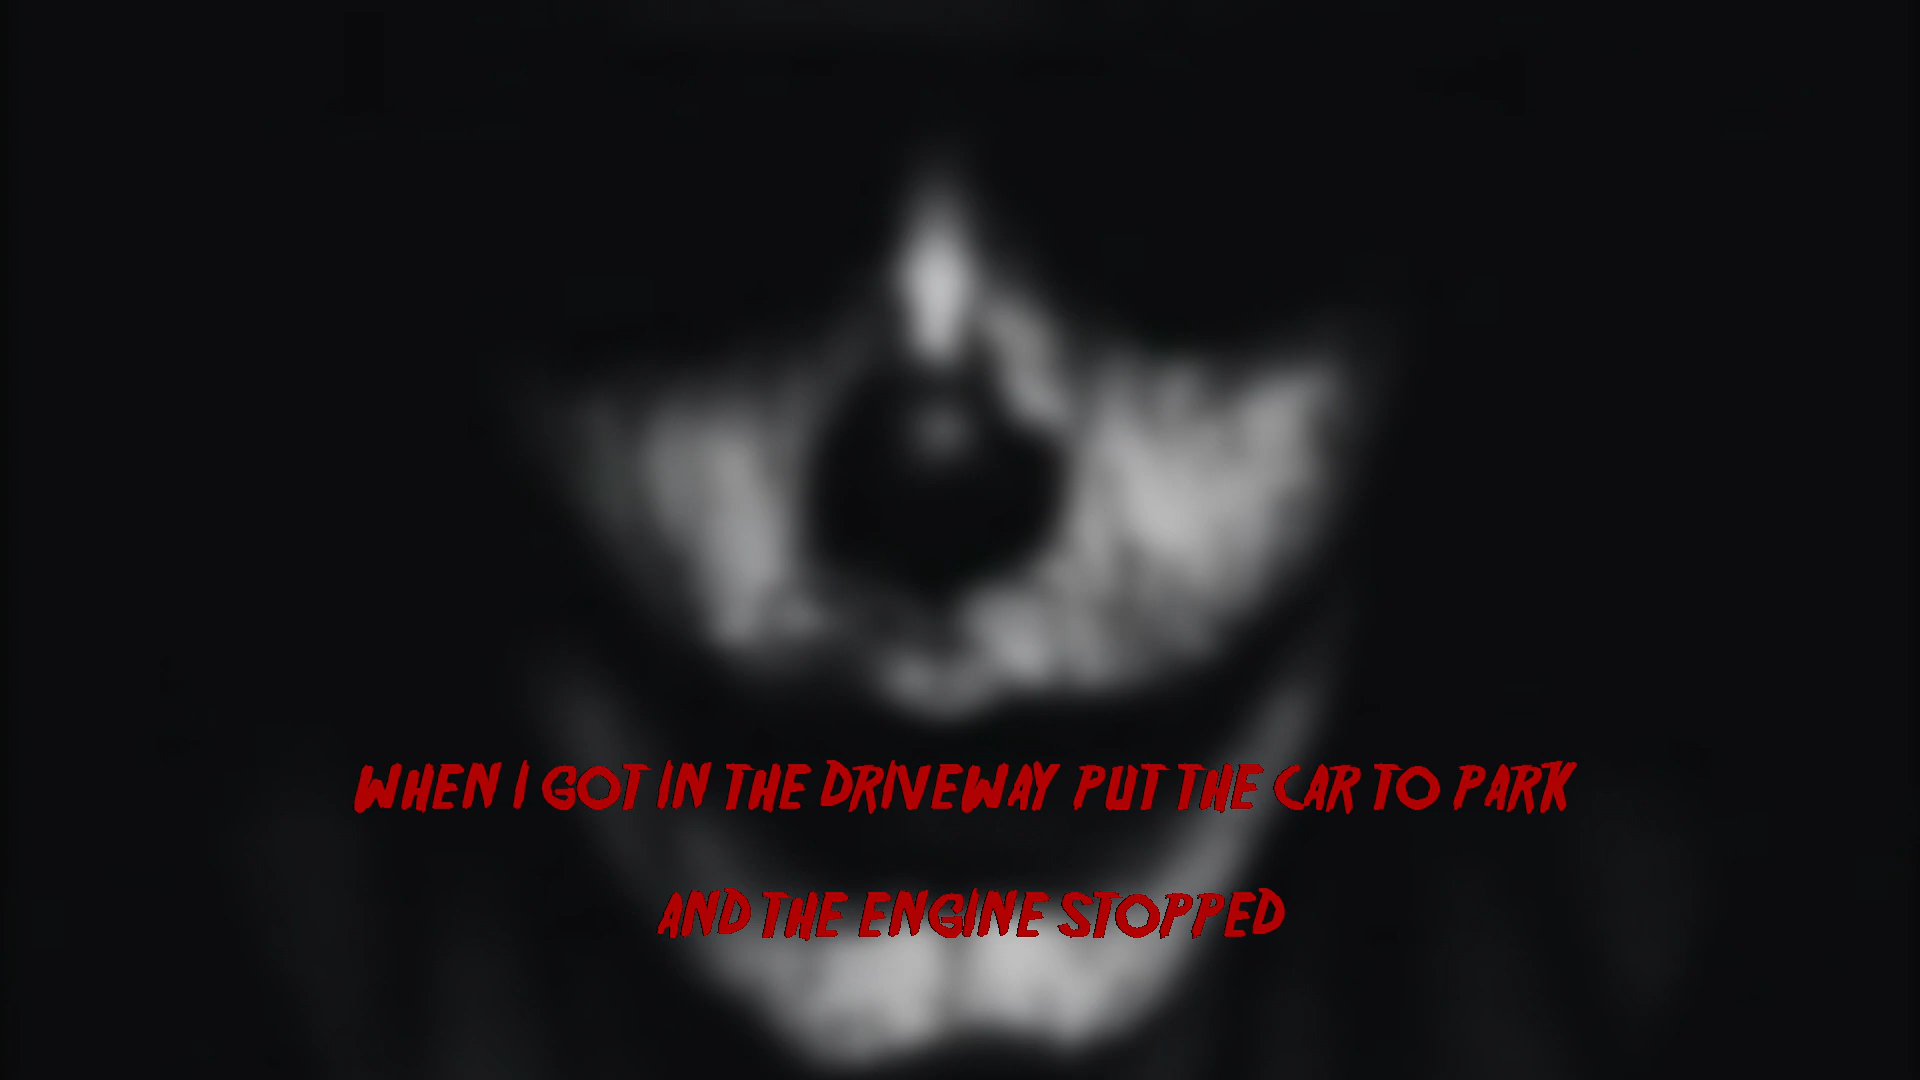 WHEN I GOT IN THE DRIVEWAY PUT THE CAR TO PARK
AND THE ENGINE STOPPED